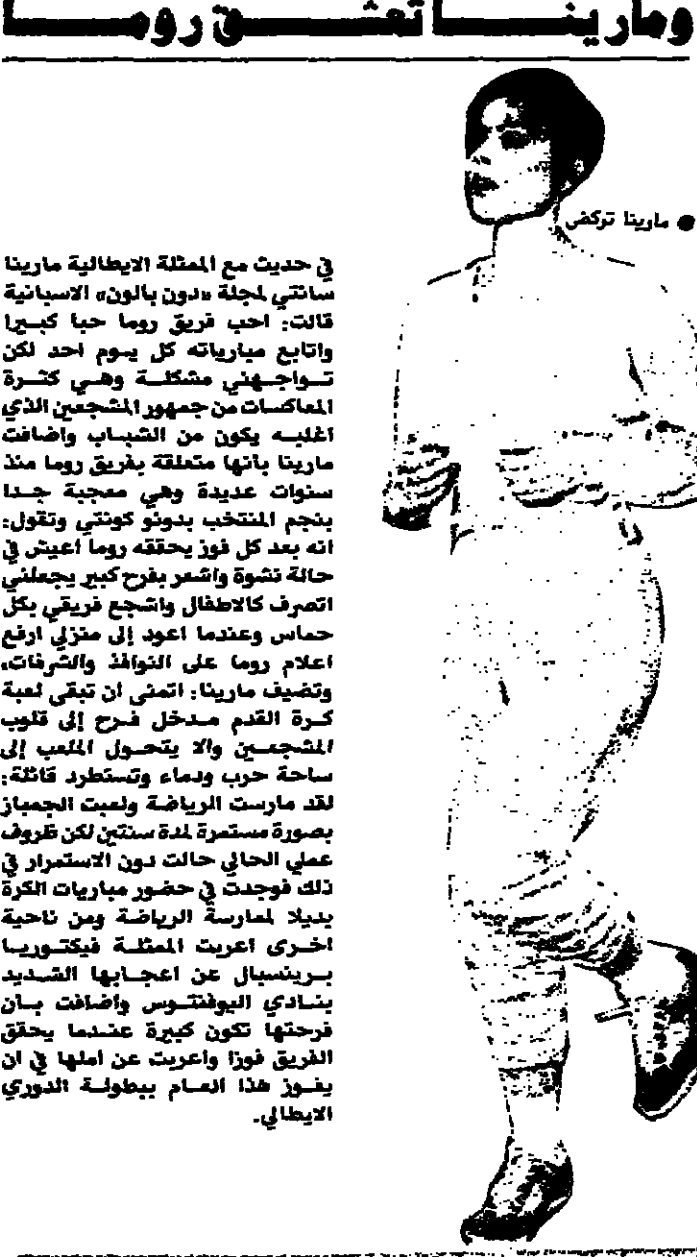 ومارينا تعشق روما
● مارينا تركض
في حديث مع الممثلة الايطالية مارينا
سانتي لمجلة «دون بالون» الاسبانية
قالت: احب فريق روما حبا كبيرا
واتابع مبارياته كل يوم احد لكن
تواجهني مشكلة وهي كثرة
المعاكسات من جمهور المشجعين الذي
اغلبه يكون من الشباب واضافت
مارينا بأنها متعلقة بفريق روما منذ
سنوات عديدة وهي معجبة جدا
بنجم المنتخب بدونو كونتي وتقول:
انه بعد كل فوز يحققه روما اعيش في
حالة نشوة واشعر بفرح كبير يجعلني
اتصرف كالاطفال واشجع فريقي بكل
حماس وعندما اعود إلى منزلي ارفع
اعلام روما على النوافذ والشرفات،
وتضيف مارينا: اتمنى ان تبقى لعبة
كرة القدم مدخل فرح إلى قلوب
المشجعين والا يتحول الملعب إلى
ساحة حرب ودماء وتستطرد قائلة:
لقد مارست الرياضة ولعبت الجمباز
بصورة مستمرة لمدة سنتين لكن ظروف
عملي الحالي حالت دون الاستمرار في
ذلك فوجدت في حضور مباريات الكرة
بديلا لممارسة الرياضة ومن ناحية
اخرى اعربت الممثلة فيكتوريا
برينسبال عن اعجابها الشديد
بنادي اليوفنتوس واضافت بان
فرحتها تكون كبيرة عندما يحقق
الفريق فوزا واعربت عن املها في ان
يفوز هذا العام ببطولة الدوري
الايطالي.